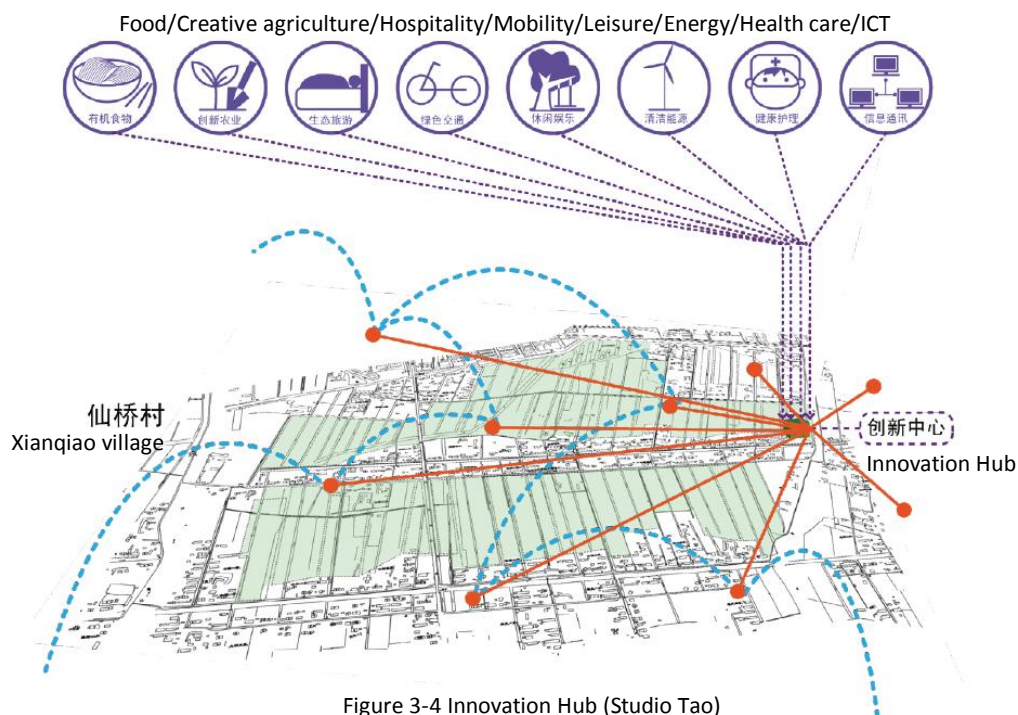 Food/Creative agriculture/Hospitality/Mobility/Leisure/Energy/Health care/ICT
有机食物 创新农业 生态旅游 绿色交通 休闲娱乐 清洁能源 健康护理 信息通讯
仙桥村
Xianqiao village
创新中心
Innovation Hub
Figure 3-4 Innovation Hub (Studio Tao)